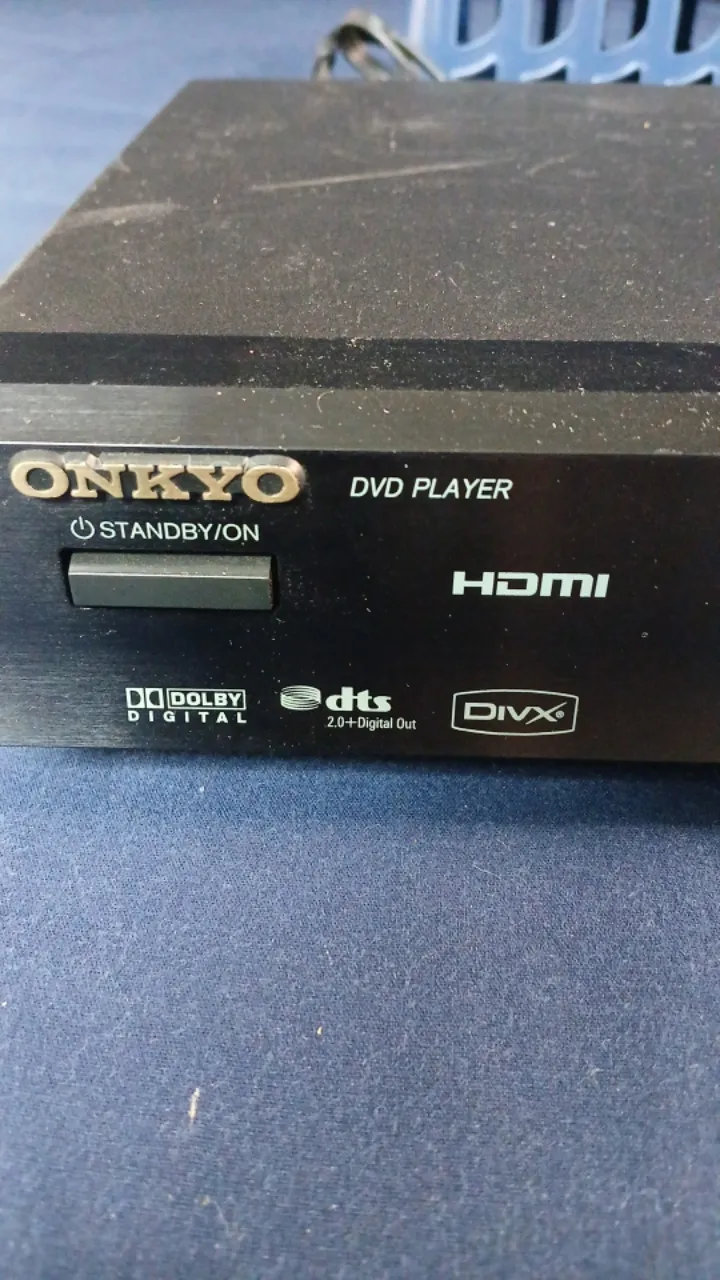 ONKYO DVD PLAYER
STANDBY/ON
HDMI
DOLBY
DIGITAL
dts
2.0+Digital Out
DIVX®